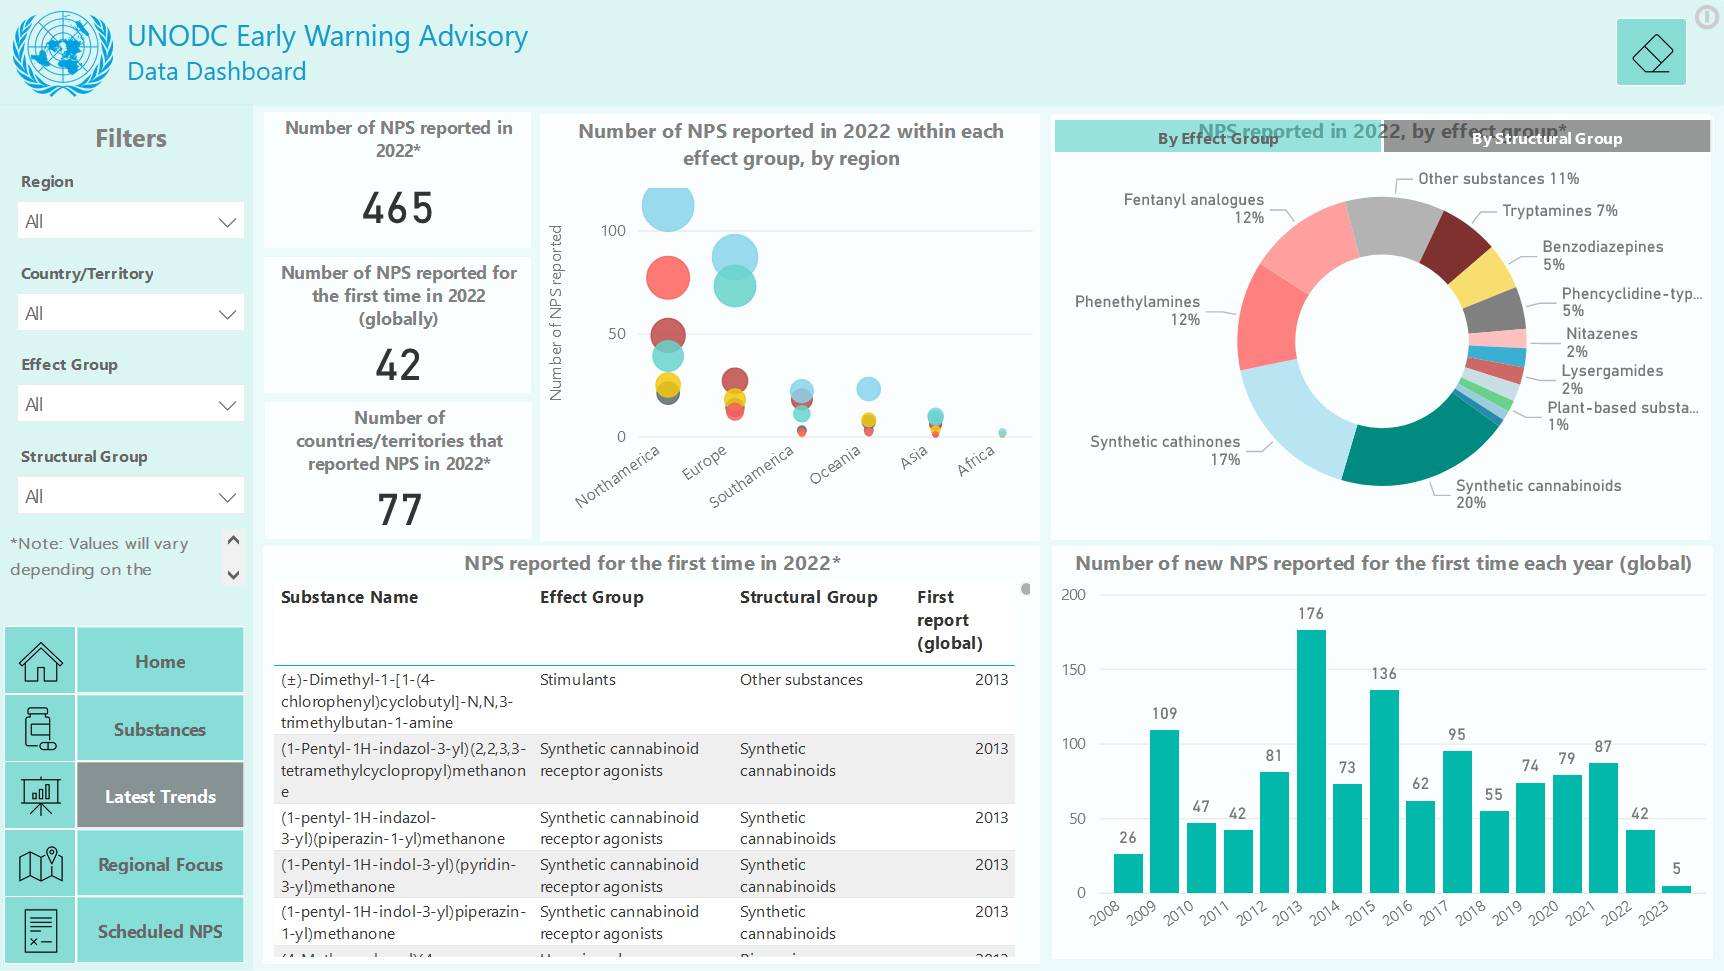 UNODC Early Warning Advisory
Data Dashboard
Filters
Region
All
Country/Territory
All
Effect Group
All
Structural Group
All
*Note: Values will vary
depending on the
Home
Substances
Latest Trends
Regional Focus
Scheduled NPS
Number of NPS reported in
2022*
465
Number of NPS reported for
the first time in 2022
(globally)
42
Number of
countries/territories that
reported NPS in 2022*
77
Number of NPS reported in 2022 within each
effect group, by region
Number of NPS reported
100
50
0
Northamerica
Europe
Southamerica
Oceania
Asia
Africa
NPS reported in 2022, by effect group*
By Effect Group
By Structural Group
Other substances 11%
Tryptamines 7%
Benzodiazepines
5%
Phencyclidine-typ...
5%
Nitazenes
2%
Lysergamides
2%
Plant-based substa...
1%
Synthetic cannabinoids
20%
Synthetic cathinones
17%
Phenethylamines
12%
Fentanyl analogues
12%
NPS reported for the first time in 2022*
Substance Name Effect Group Structural Group First
report
(global)
(±)-Dimethyl-1-[1-(4- Stimulants Other substances 2013
chlorophenyl)cyclobutyl]-N,N,3-
trimethylbutan-1-amine
(1-Pentyl-1H-indazol-3-yl)(2,2,3,3- Synthetic cannabinoid Synthetic 2013
tetramethylcyclopropyl)methanon receptor agonists cannabinoids
e
(1-pentyl-1H-indazol- Synthetic cannabinoid Synthetic 2013
3-yl)(piperazin-1-yl)methanone receptor agonists cannabinoids
(1-Pentyl-1H-indol-3-yl)(pyridin- Synthetic cannabinoid Synthetic 2013
3-yl)methanone receptor agonists cannabinoids
(1-pentyl-1H-indol-3-yl)piperazin- Synthetic cannabinoid Synthetic 2013
1-yl)methanone receptor agonists cannabinoids
Number of new NPS reported for the first time each year (global)
200
150
100
50
0
26
109
47
42
81
176
73
136
62
95
55
74
79
87
42
5
2008
2009
2010
2011
2012
2013
2014
2015
2016
2017
2018
2019
2020
2021
2022
2023